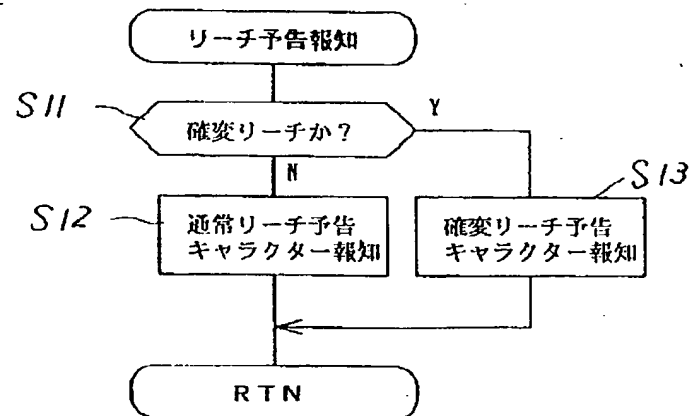 リーチ予告報知
S11
確変リーチか?
Y
N
S12
通常リーチ予告
キャラクター報知
S13
確変リーチ予告
キャラクター報知
RTN